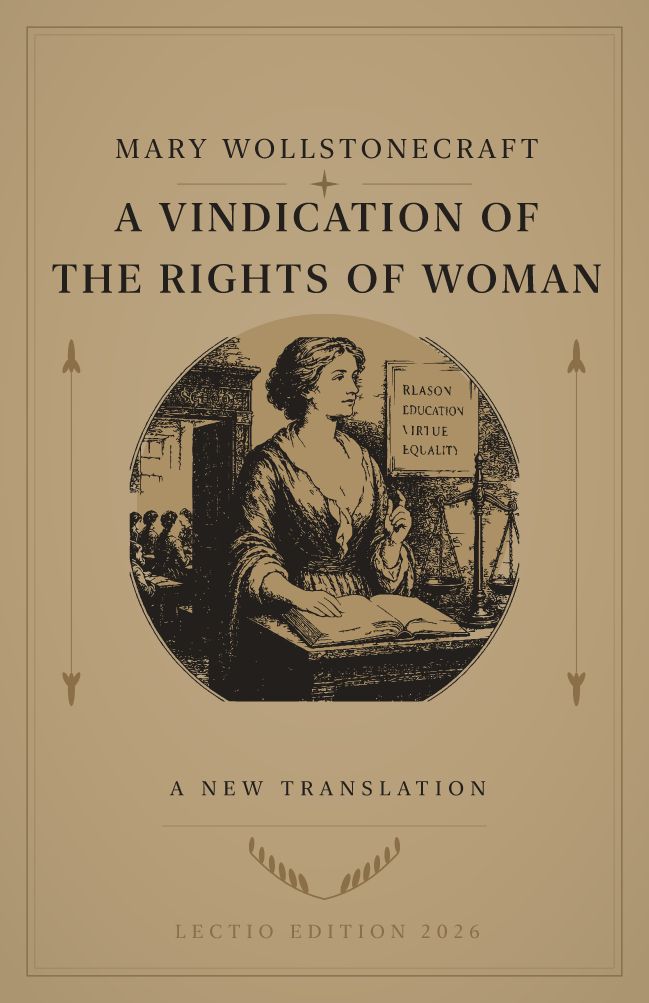 MARY WOLLSTONECRAFT
A VINDICATION OF
THE RIGHTS OF WOMAN
RLASON
EDUCATION
VIRTUE
EQUALITY
A NEW TRANSLATION
LECTIO EDITION 2026